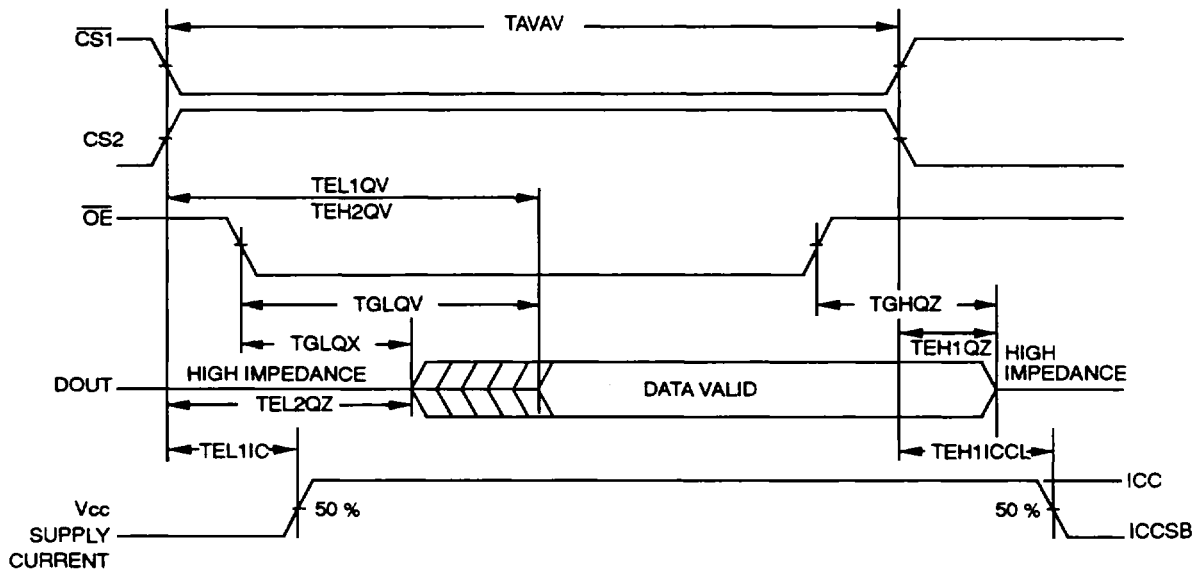 TAVAV
CS1
CS2
TEL1QV
TEH2QV
OE
TGLQV
TGHQZ
TGLQX
TEH1QZ
HIGH
IMPEDANCE
HIGH IMPEDANCE
DOUT
DATA VALID
TEL2QZ
TEL1IC
TEH1ICCL
ICC
Vcc
SUPPLY
CURRENT
50 %
50 %
ICCSB